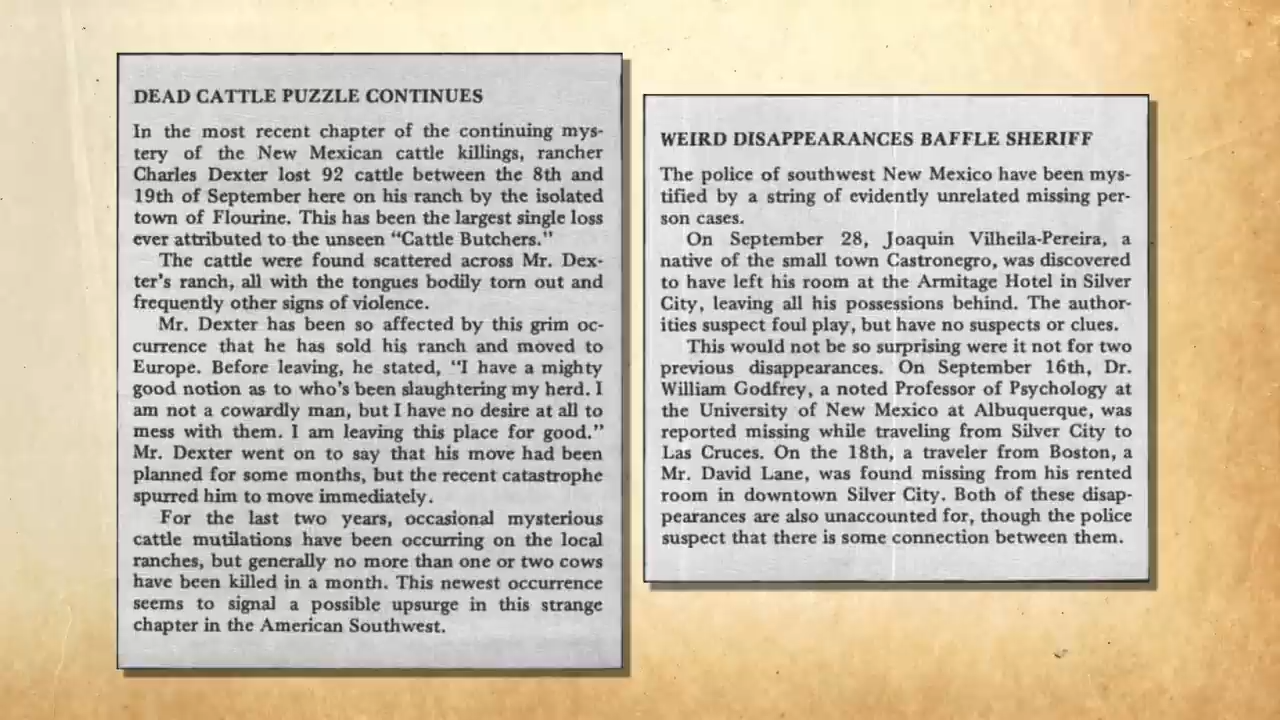 DEAD CATTLE PUZZLE CONTINUES
In the most recent chapter of the continuing mys-
tery of the New Mexican cattle killings, rancher
Charles Dexter lost 92 cattle between the 8th and
19th of September here on his ranch by the isolated
town of Flourine. This has been the largest single loss
ever attributed to the unseen “Cattle Butchers.”
The cattle were found scattered across Mr. Dex-
ter's ranch, all with the tongues bodily torn out and
frequently other signs of violence.
Mr. Dexter has been so affected by this grim oc-
currence that he has sold his ranch and moved to
Europe. Before leaving, he stated, “I have a mighty
good notion as to who's been slaughtering my herd. I
am not a cowardly man, but I have no desire at all to
mess with them. I am leaving this place for good.”
Mr. Dexter went on to say that his move had been
planned for some months, but the recent catastrophe
spurred him to move immediately.
For the last two years, occasional mysterious
cattle mutilations have been occurring on the local
ranches, but generally no more than one or two cows
have been killed in a month. This newest occurrence
seems to signal a possible upsurge in this strange
chapter in the American Southwest.
WEIRD DISAPPEARANCES BAFFLE SHERIFF
The police of southwest New Mexico have been mys-
tified by a string of evidently unrelated missing per-
son cases.
On September 28, Joaquin Vilheila-Pereira, a
native of the small town Castronegro, was discovered
to have left his room at the Armitage Hotel in Silver
City, leaving all his possessions behind. The author-
ities suspect foul play, but have no suspects or clues.
This would not be so surprising were it not for two
previous disappearances. On September 16th, Dr.
William Godfrey, a noted Professor of Psychology at
the University of New Mexico at Albuquerque, was
reported missing while traveling from Silver City to
Las Cruces. On the 18th, a traveler from Boston, a
Mr. David Lane, was found missing from his rented
room in downtown Silver City. Both of these disap-
pearances are also unaccounted for, though the police
suspect that there is some connection between them.